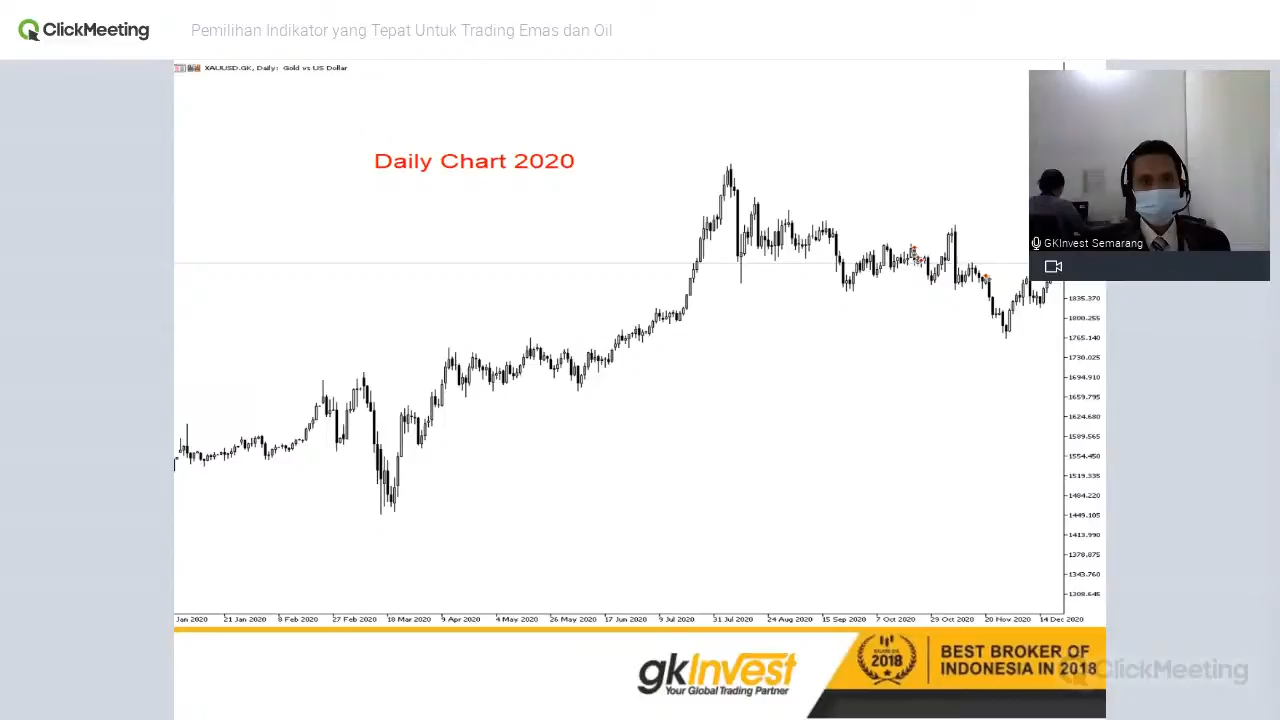 ClickMeeting
Pemilihan Indikator yang Tepat Untuk Trading Emas dan Oil
XAUUSD.GK, Daily: Gold vs US Dollar
Daily Chart 2020
GKInvest Semarang
1835.370
1800.255
1765.140
1730.025
1694.910
1659.795
1624.680
1589.565
1554.450
1519.335
1484.220
1449.105
1413.990
1378.875
1343.760
1308.645
Jan 2020 21 Jan 2020 8 Feb 2020 27 Feb 2020 18 Mar 2020 9 Apr 2020 4 May 2020 26 May 2020 17 Jun 2020 9 Jul 2020 31 Jul 2020 24 Aug 2020 15 Sep 2020 7 Oct 2020 29 Oct 2020 20 Nov 2020 14 Dec 2020
gkInvest
Your Global Trading Partner
2018
BEST BROKER OF
INDONESIA IN 2018
ClickMeeting